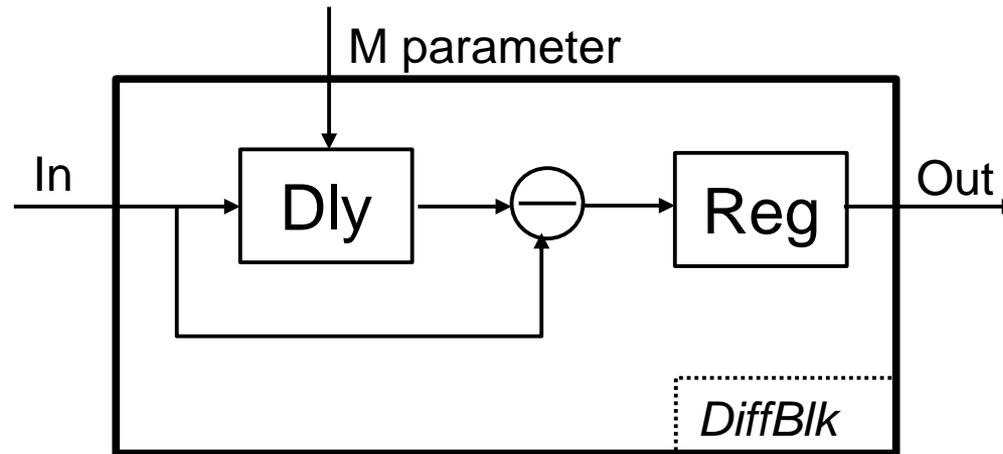 M parameter
In
Dly
Reg
Out
DiffBlk